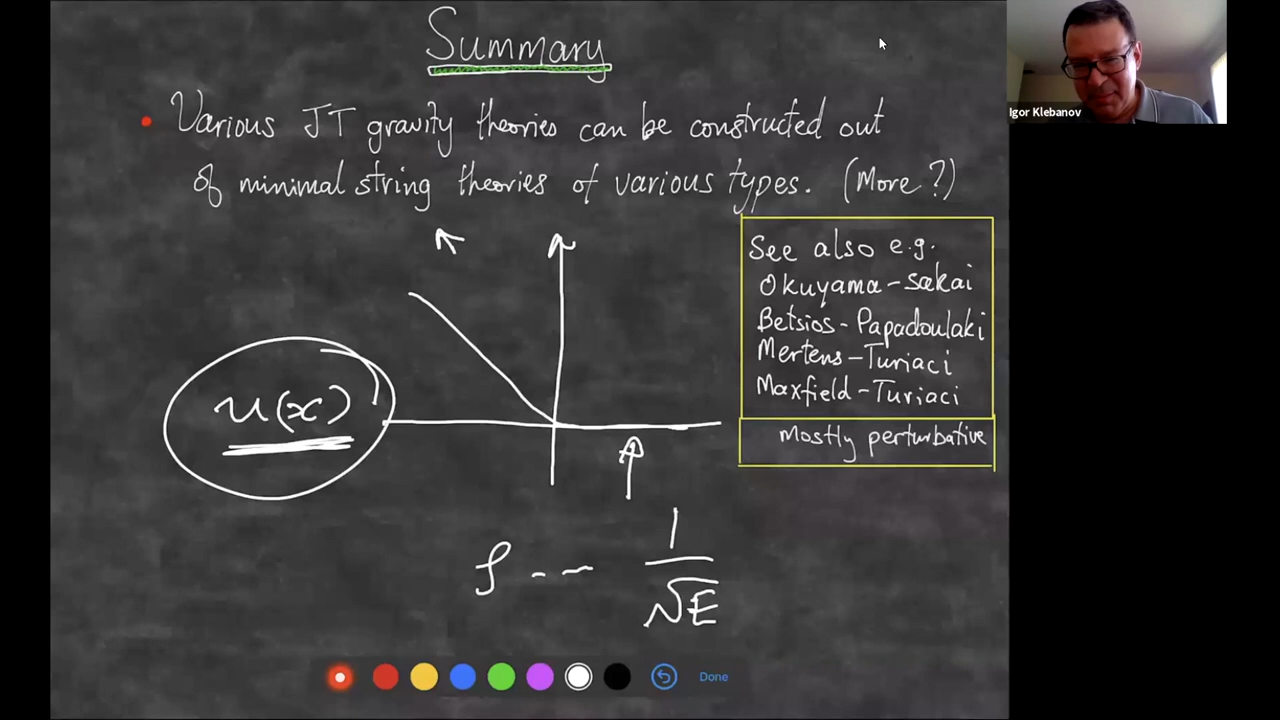 Summary
Igor Klebanov
• Various JT gravity theories can be constructed out
of minimal string theories of various types. (More?)
See also e.g.
Okuyama-Sakai
Betsios-Papadoulaki
Mertens-Turiaci
Maxfield-Turiaci
mostly perturbative
u(x)
ρ -- 1/√E
Done